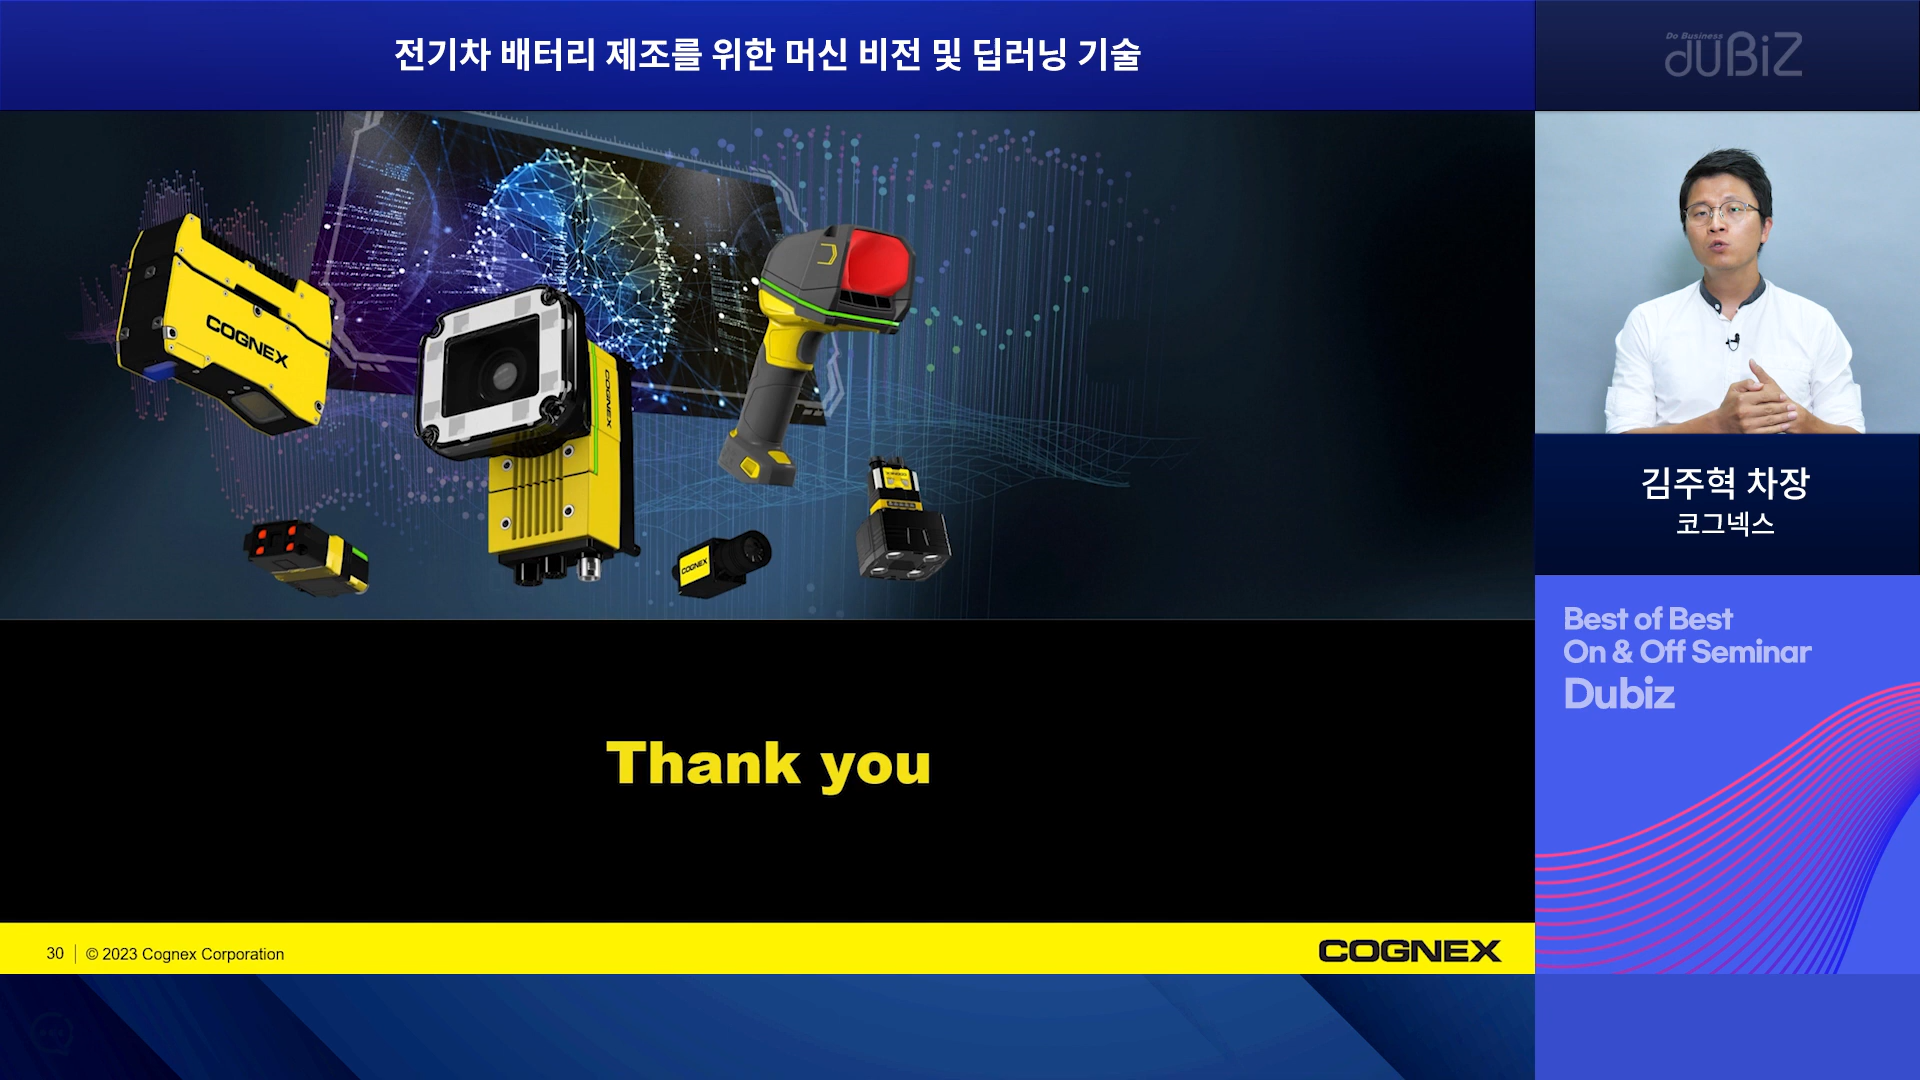 전기차 배터리 제조를 위한 머신 비전 및 딥러닝 기술
Do Business
duBiZ
COGNEX
COGNEX
COGNEX
김주혁 차장
코그넥스
Best of Best
On & Off Seminar
Dubiz
Thank you
30
© 2023 Cognex Corporation
COGNEX